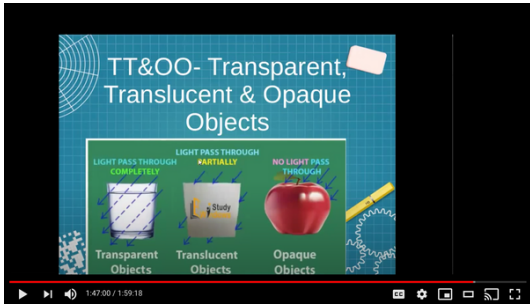 TT&OO- Transparent,
Translucent & Opaque
Objects
LIGHT PASS THROUGH
COMPLETELY
LIGHT PASS THROUGH
PARTIALLY
NO LIGHT PASS
THROUGH
Study
Transparent
Objects
Translucent
Objects
Opaque
Objects
1:47:00 / 1:59:18
CC